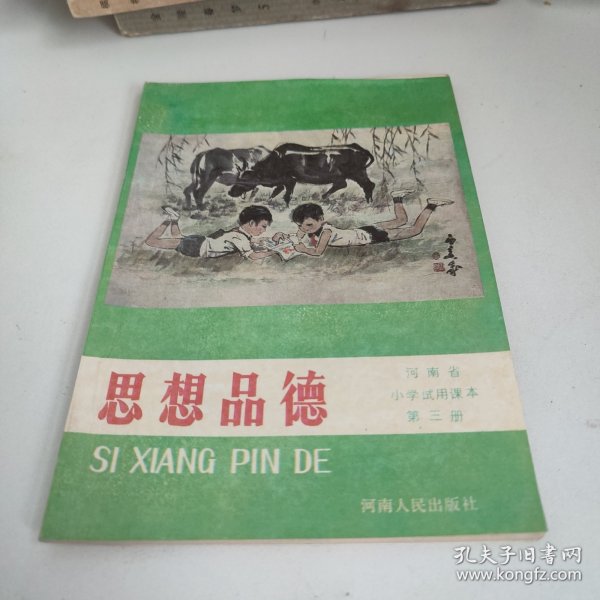 思想品德
SI XIANG PIN DE
河南省
小学试用课本
第三册
河南人民出版社
孔夫子旧书网
www.kongfz.com